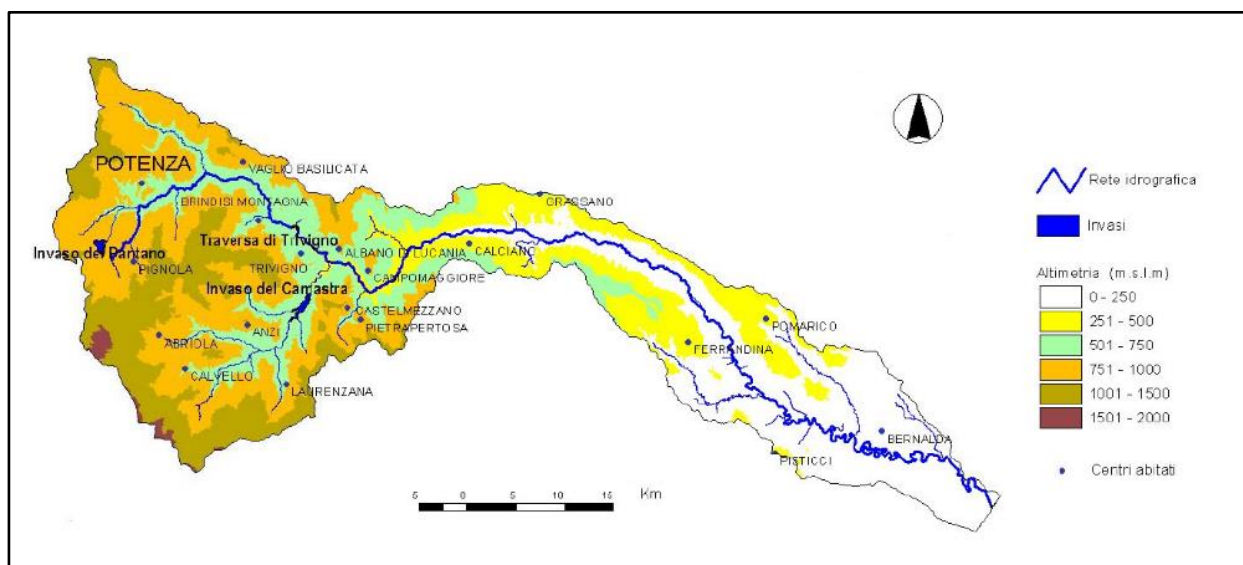 POTENZA
VAGLIO BASILICATA
BRINDISI MONTAGNA
Invaso del Pantano
PIGNOLA
Traversa di Trivigno
TRIVIGNO
ALBANO DI LUCANIA
CAMPOMAGGIORE
Invaso del Camastra
CASTELMEZZANO
PIETRAPERTOSA
ANZI
ABRIOLA
CALVELLO
LAURENZANA
GRASSANO
CALCIANO
POMARICO
FERRANDINA
BERNALDA
PISTICCI
5 0 5 10 15 Km
Rete idrografica
Invasi
Altimetria (m.s.l.m)
0 - 250
251 - 500
501 - 750
751 - 1000
1001 - 1500
1501 - 2000
Centri abitati